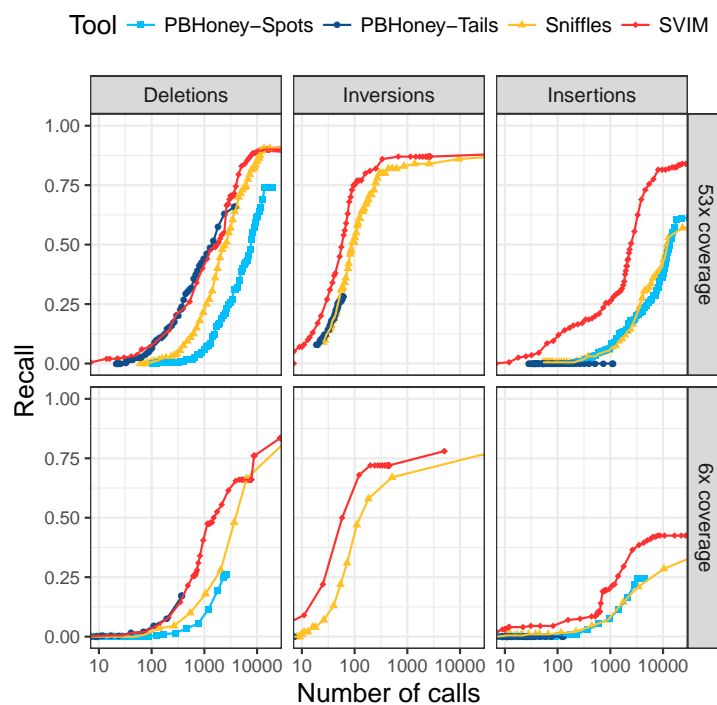 Tool PBHoney−Spots PBHoney−Tails Sniffles SVIM
Deletions Inversions Insertions
1.00
0.75
0.50
0.25
0.00
53x coverage
Recall
1.00
0.75
0.50
0.25
0.00
6x coverage
10 100 1000 10000 10 100 1000 10000 10 100 1000 10000
Number of calls